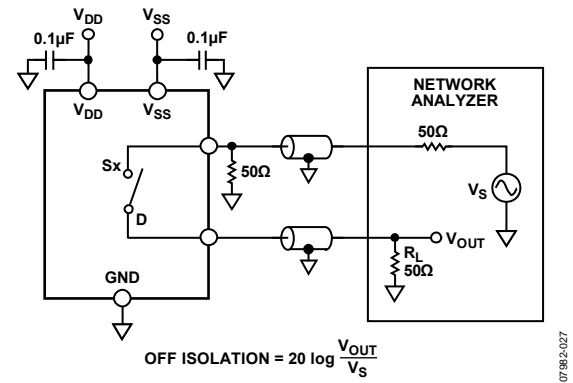 VDD
VSS
0.1µF
0.1µF
VDD
VSS
NETWORK
ANALYZER
50Ω
Sx
50Ω
VS
D
VOUT
RL
50Ω
GND
OFF ISOLATION = 20 log VOUT/VS
07982-027